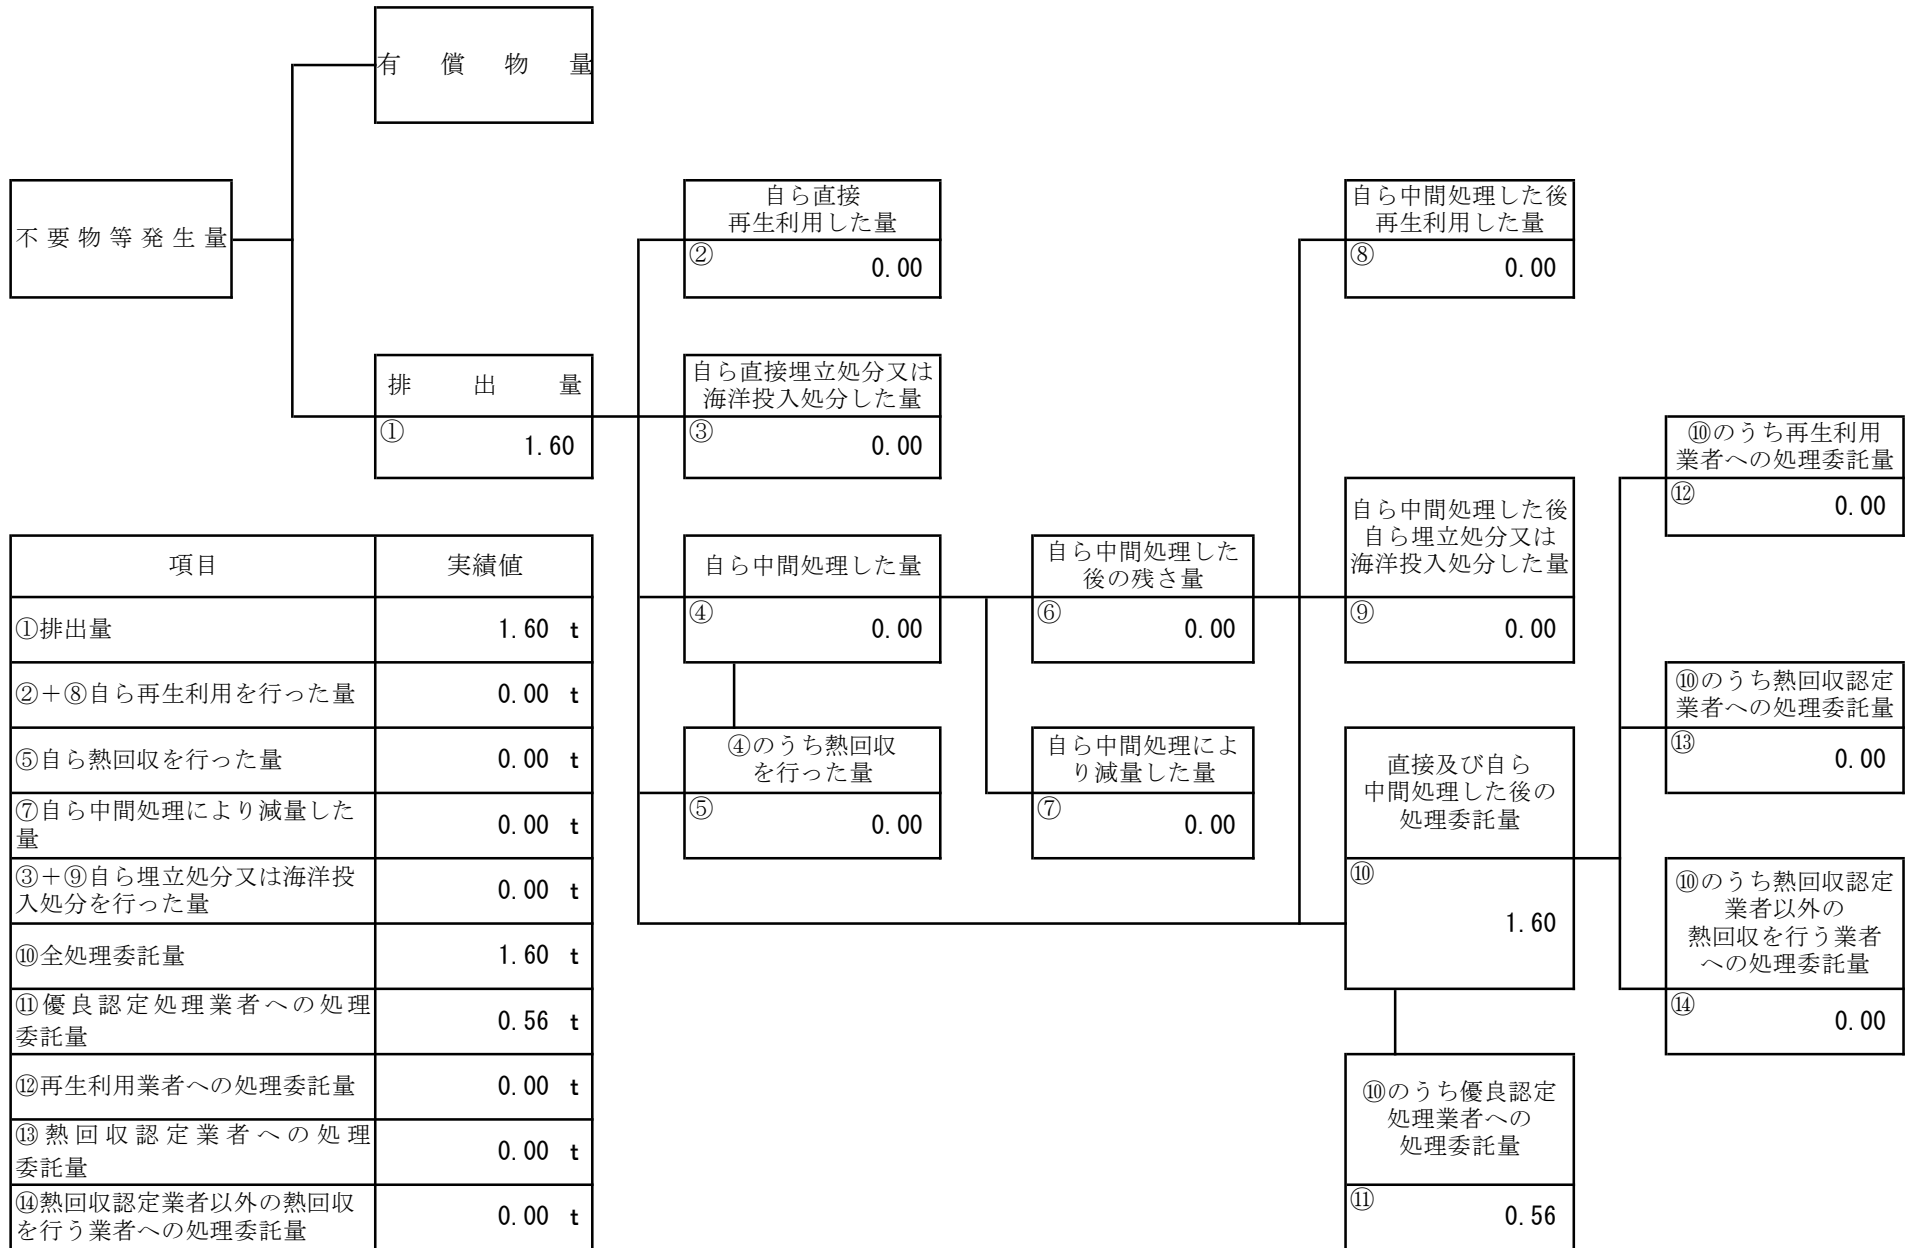 有償物量
不要物等発生量
自ら直接
再生利用した量
②
0.00
自ら中間処理した後
再生利用した量
⑧
0.00
排出量
①
1.60
自ら直接埋立処分又は
海洋投入処分した量
③
0.00
⑩のうち再生利用
業者への処理委託量
⑫
0.00
自ら中間処理した量
④
0.00
自ら中間処理した
後の残さ量
⑥
0.00
自ら中間処理した後
自ら埋立処分又は
海洋投入処分した量
⑨
0.00
⑩のうち熱回収認定
業者への処理委託量
⑬
0.00
④のうち熱回収
を行った量
⑤
0.00
自ら中間処理によ
り減量した量
⑦
0.00
直接及び自ら
中間処理した後の
処理委託量
⑩
1.60
⑩のうち熱回収認定
業者以外の
熱回収を行う業者
への処理委託量
⑭
0.00
⑩のうち優良認定
処理業者への
処理委託量
⑪
0.56
項目 実績値
①排出量 1.60 t
②＋⑧自ら再生利用を行った量 0.00 t
⑤自ら熱回収を行った量 0.00 t
⑦自ら中間処理により減量した
量 0.00 t
③＋⑨自ら埋立処分又は海洋投
入処分を行った量 0.00 t
⑩全処理委託量 1.60 t
⑪優良認定処理業者への処理
委託量 0.56 t
⑫再生利用業者への処理委託量 0.00 t
⑬熱回収認定業者への処理
委託量 0.00 t
⑭熱回収認定業者以外の熱回収
を行う業者への処理委託量 0.00 t